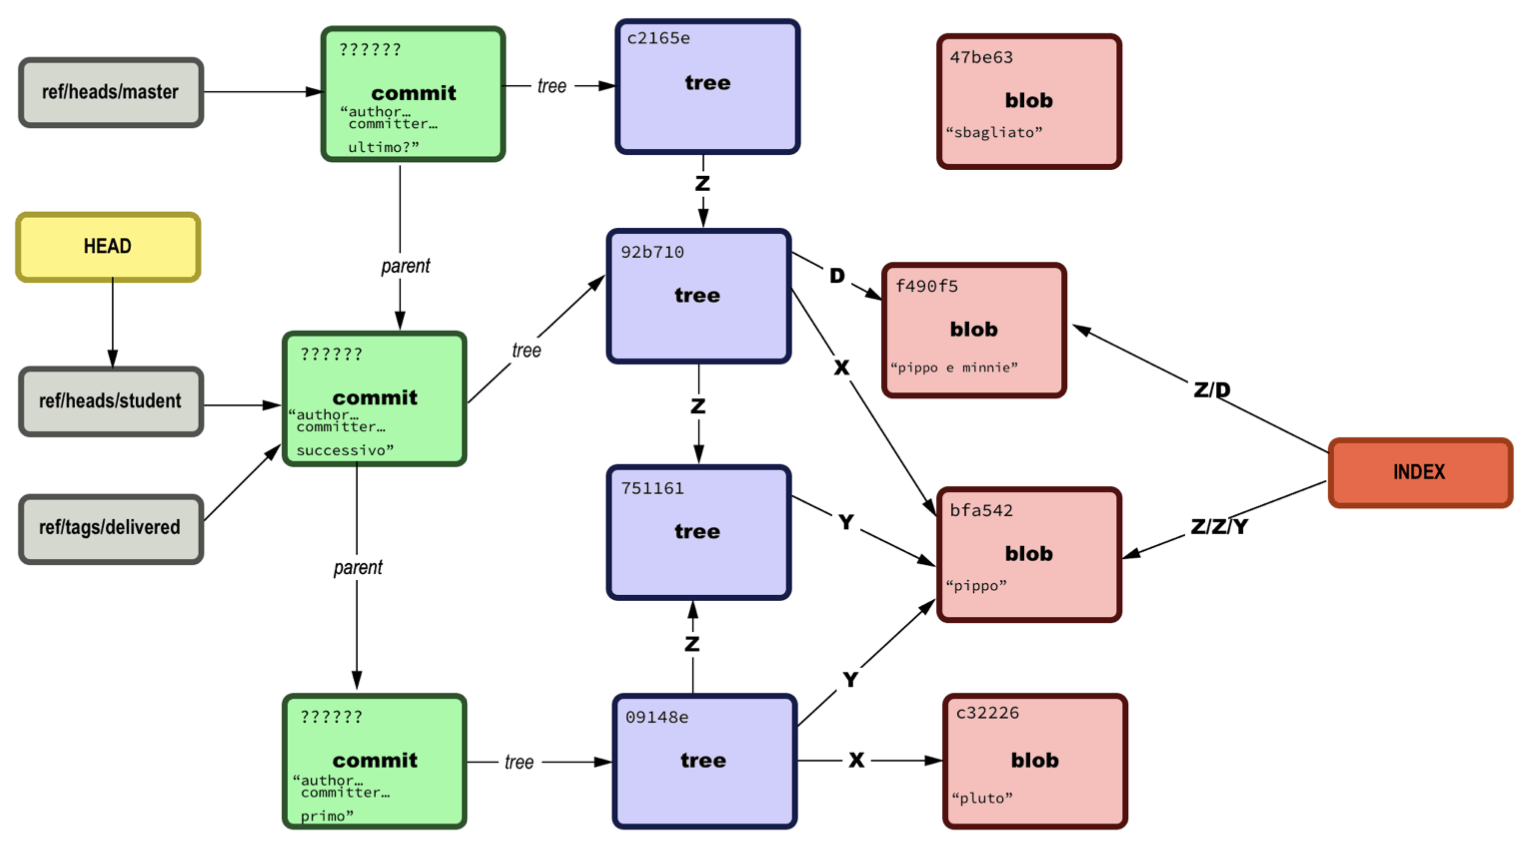 ??????
commit
“author…
committer…
ultimo?”
ref/heads/master
tree
c2165e
tree
47be63
blob
“sbagliato”
Z
HEAD
parent
92b710
tree
D
f490f5
blob
“pippo e minnie”
??????
commit
“author…
committer…
successivo”
tree
X
ref/heads/student
Z
Z/D
INDEX
ref/tags/delivered
751161
tree
Y
bfa542
blob
“pippo”
Z/Z/Y
parent
Z
Y
??????
commit
“author…
committer…
primo”
tree
09148e
tree
X
c32226
blob
“pluto”